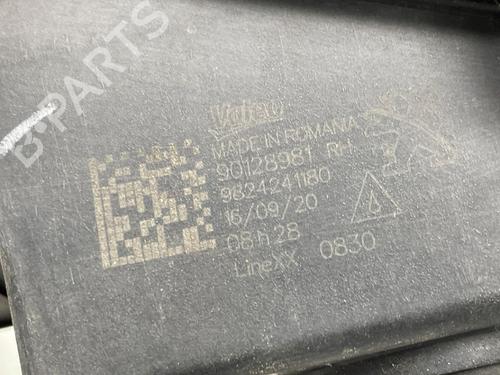 B-PARTS
Valeo
MADE IN ROMANIA
90128981 RH
9824241180
16/09/20
08h28
LineXX 0830